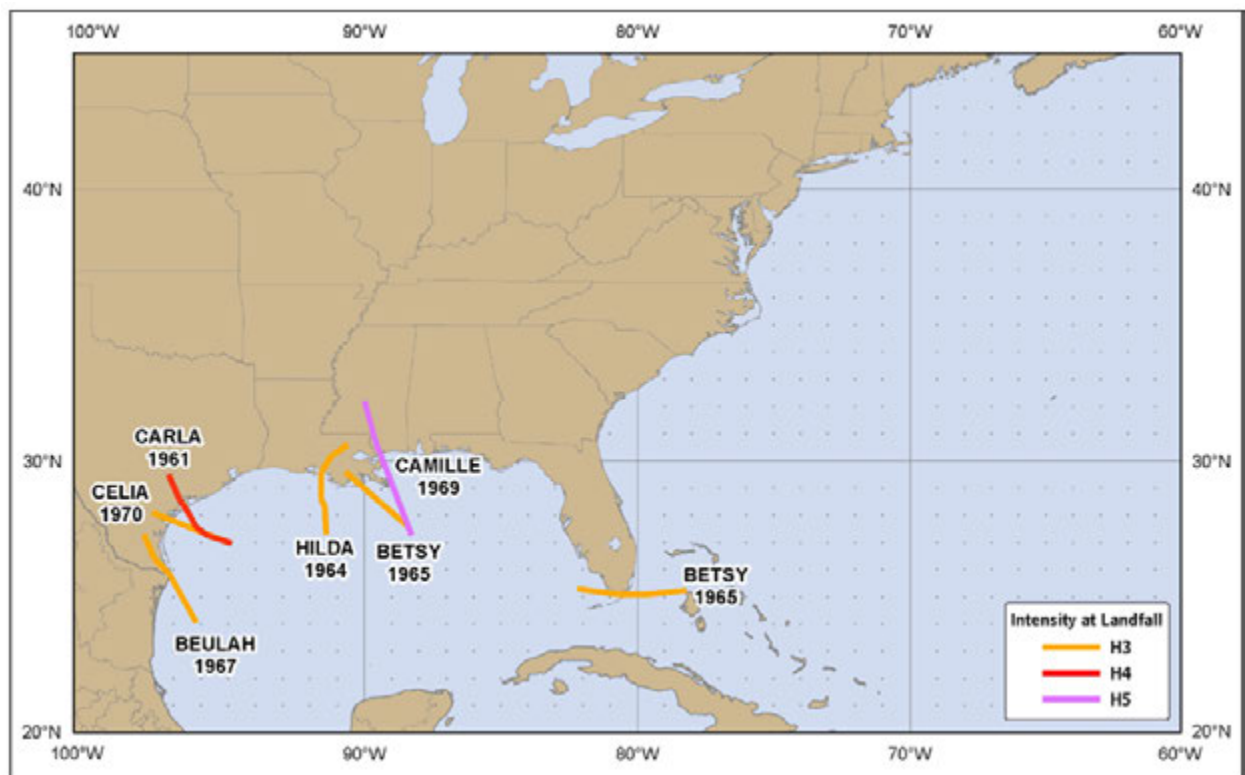 100°W 90°W 80°W 70°W 60°W
40°N 40°N
CARLA
1961
30°N 30°N
CAMILLE
1969
CELIA
1970
HILDA
1964
BETSY
1965
BETSY
1965
BEULAH
1967
Intensity at Landfall
H3
H4
H5
20°N 20°N
100°W 90°W 80°W 70°W 60°W